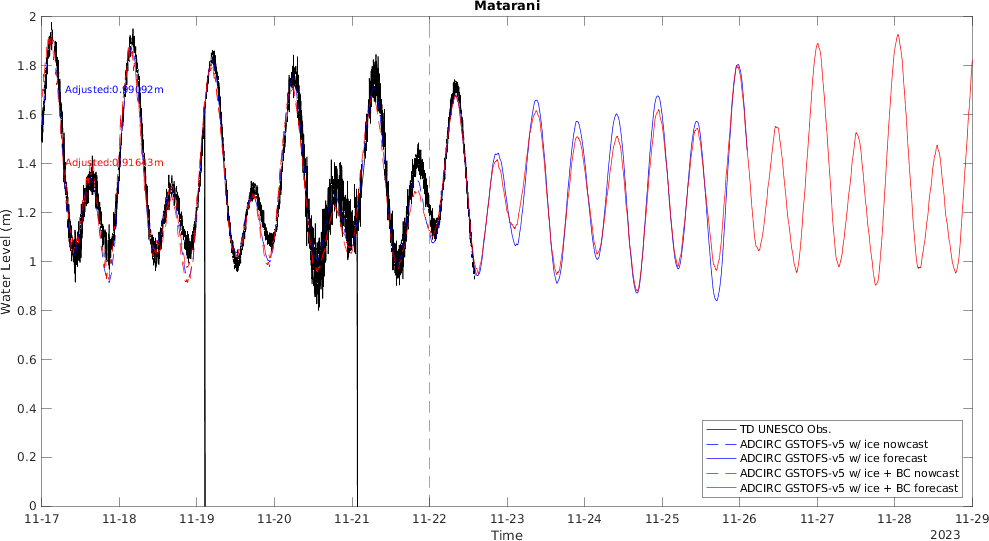 Matarani
2
1.8
1.6
1.4
1.2
1
0.8
0.6
0.4
0.2
0
Water Level (m)
Adjusted:0.99092m
Adjusted:0.91643m
TD UNESCO Obs.
ADCIRC GSTOFS-v5 w/ ice nowcast
ADCIRC GSTOFS-v5 w/ ice forecast
ADCIRC GSTOFS-v5 w/ ice + BC nowcast
ADCIRC GSTOFS-v5 w/ ice + BC forecast
11-17 11-18 11-19 11-20 11-21 11-22 11-23 11-24 11-25 11-26 11-27 11-28 11-29
Time
2023